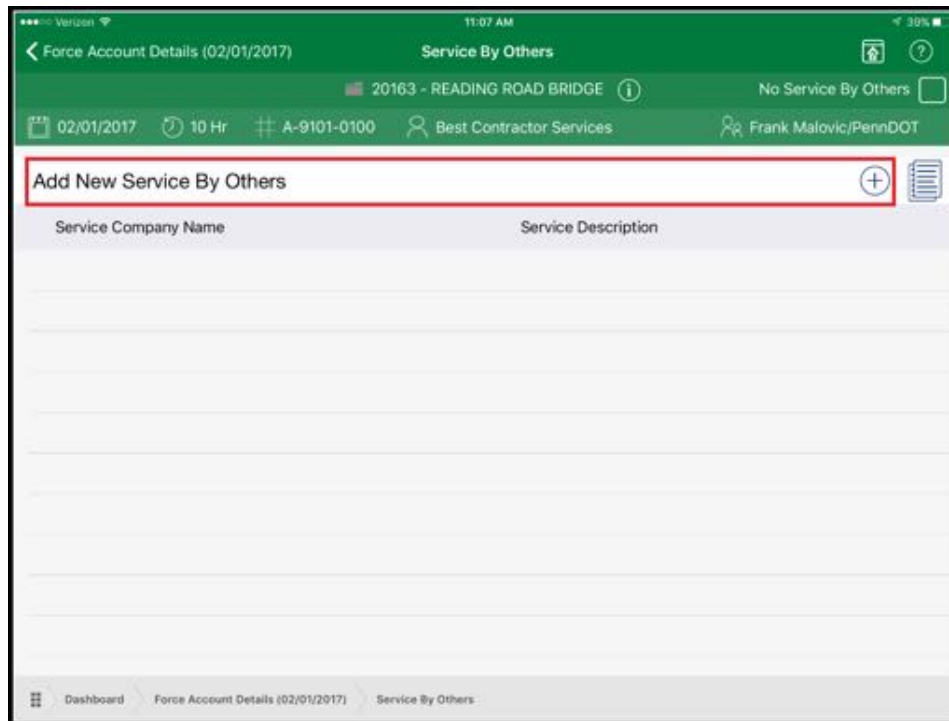 Verizon 11:07 AM 39%
Force Account Details (02/01/2017) Service By Others ?
20163 - READING ROAD BRIDGE i No Service By Others
02/01/2017 10 Hr A-9101-0100 Best Contractor Services Frank Malovic/PennDOT
Add New Service By Others
Service Company Name Service Description
Dashboard Force Account Details (02/01/2017) Service By Others